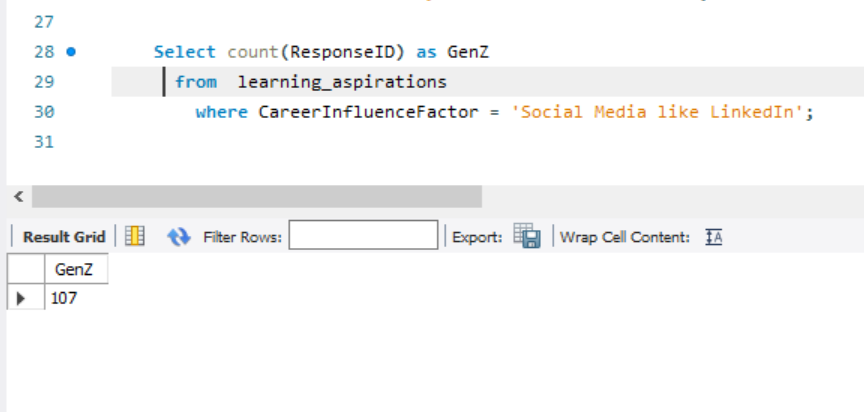 27
28 Select count(ResponseID) as GenZ
29 from learning_aspirations
30 where CareerInfluenceFactor = 'Social Media like LinkedIn';
31
Result Grid Filter Rows: Export: Wrap Cell Content: IA
GenZ
107